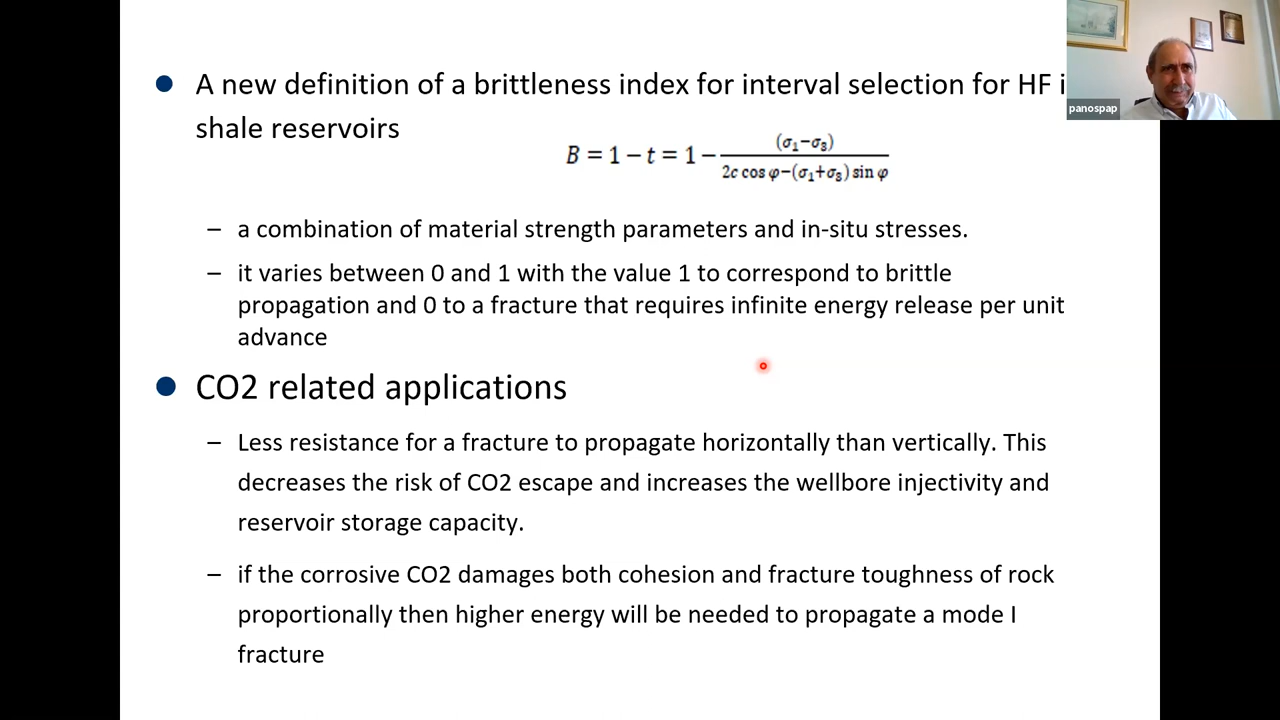 A new definition of a brittleness index for interval selection for HF i
shale reservoirs
panospap
B = 1 − t = 1 − (σ₁−σ₃) / 2c cos φ−(σ₁+σ₃) sin φ
– a combination of material strength parameters and in-situ stresses.
– it varies between 0 and 1 with the value 1 to correspond to brittle
propagation and 0 to a fracture that requires infinite energy release per unit
advance
CO2 related applications
– Less resistance for a fracture to propagate horizontally than vertically. This
decreases the risk of CO2 escape and increases the wellbore injectivity and
reservoir storage capacity.
– if the corrosive CO2 damages both cohesion and fracture toughness of rock
proportionally then higher energy will be needed to propagate a mode I
fracture